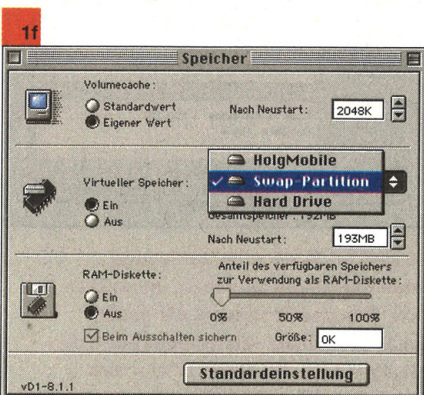 1f
Speicher
Volumecache:
Standardwert
Eigener Wert
Nach Neustart: 2048K
HolgMobile
✓ Swap-Partition
Hard Drive
Virtueller Speicher:
Ein
Aus
Gesamtspeicher: 192MB
Nach Neustart: 193MB
RAM-Diskette:
Ein
Aus
Beim Ausschalten sichern
Anteil des verfügbaren Speichers
zur Verwendung als RAM-Diskette:
0% 50% 100%
Größe: 0K
vD1-8.1.1
Standardeinstellung